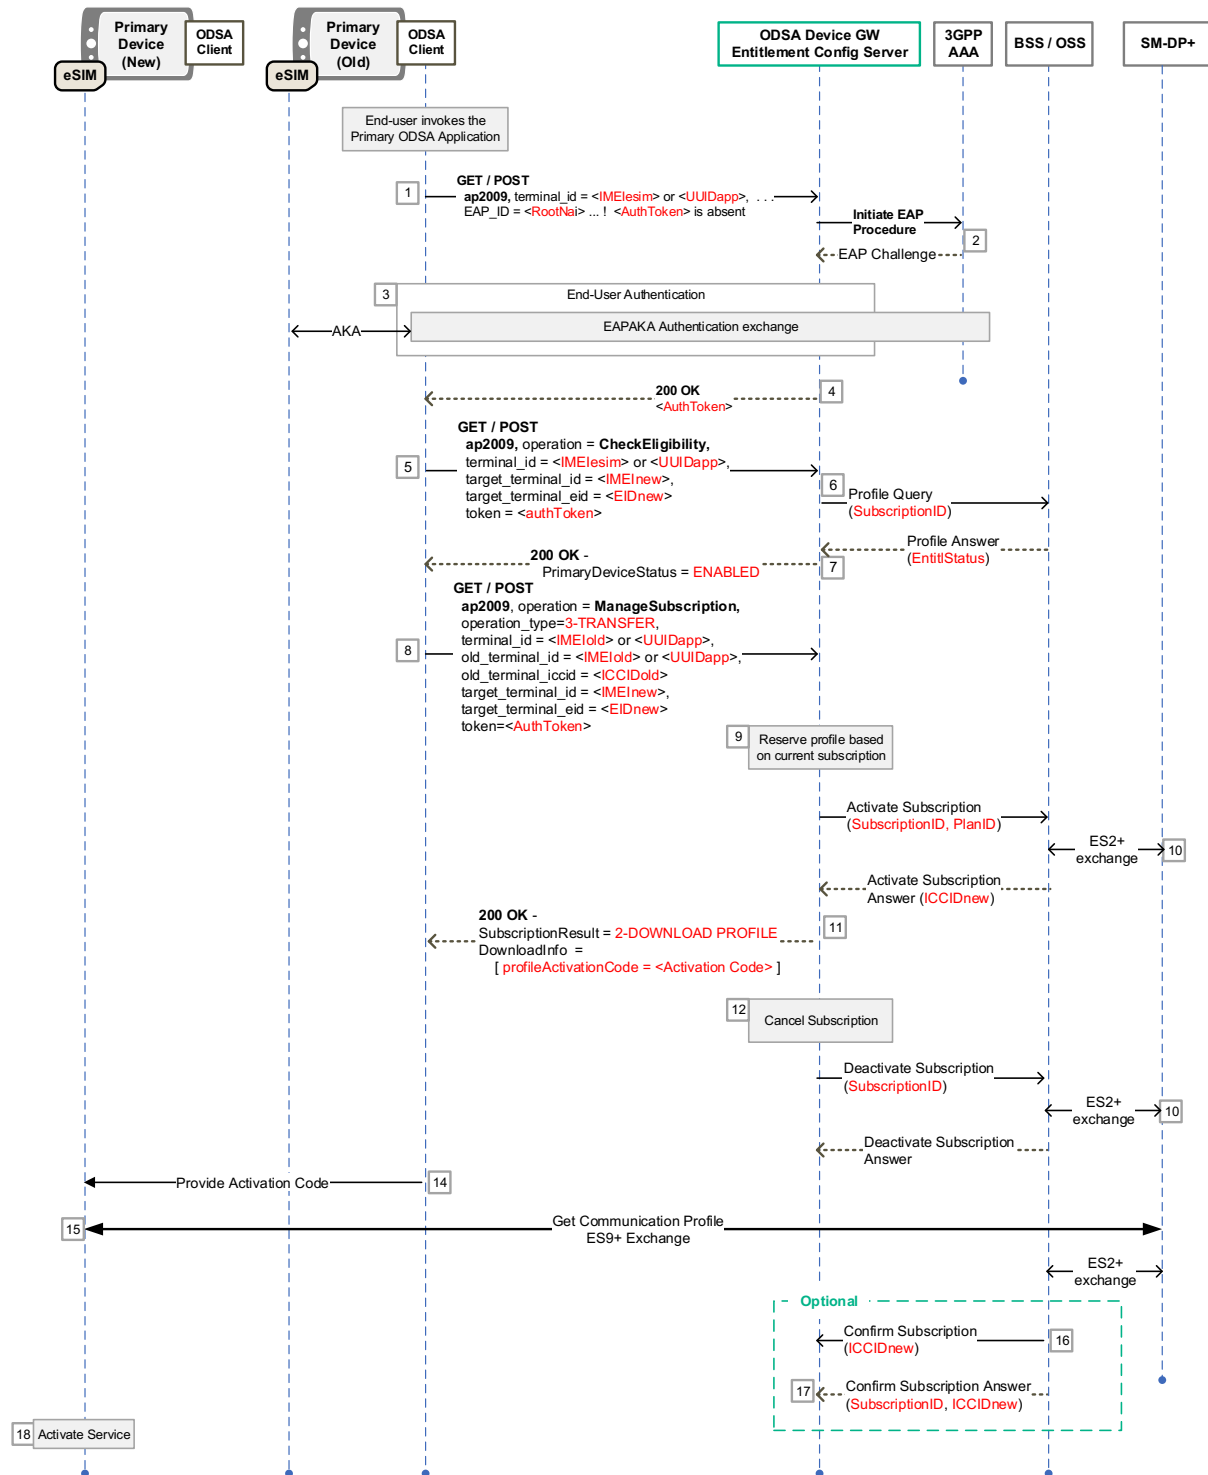 Primary
Device
(New)
ODSA
Client
eSIM
Primary
Device
(Old)
ODSA
Client
eSIM
ODSA Device GW
Entitlement Config Server
3GPP
AAA
BSS / OSS
SM-DP+
End-user invokes the
Primary ODSA Application
1
GET / POST
ap2009, terminal_id = <IMEIesim> or <UUIDapp>, . . .
EAP_ID = <RootNai> ... ! <AuthToken> is absent
Initiate EAP
Procedure
2
EAP Challenge
3
End-User Authentication
AKA
EAPAKA Authentication exchange
200 OK
<AuthToken>
4
GET / POST
ap2009, operation = CheckEligibility,
5
terminal_id = <IMEIesim> or <UUIDapp>,
target_terminal_id = <IMEInew>,
target_terminal_eid = <EIDnew>
token = <authToken>
6
Profile Query
(SubscriptionID)
Profile Answer
(EntitlStatus)
200 OK -
PrimaryDeviceStatus = ENABLED
7
GET / POST
ap2009, operation = ManageSubscription,
operation_type=3-TRANSFER,
terminal_id = <IMEIold> or <UUIDapp>,
8
old_terminal_id = <IMEIold> or <UUIDapp>,
old_terminal_iccid = <ICCIDold>
target_terminal_id = <IMEInew>,
target_terminal_eid = <EIDnew>
token=<AuthToken>
9
Reserve profile based
on current subscription
Activate Subscription
(SubscriptionID, PlanID)
ES2+
exchange
10
Activate Subscription
Answer (ICCIDnew)
200 OK -
SubscriptionResult = 2-DOWNLOAD PROFILE
11
DownloadInfo =
[ profileActivationCode = <Activation Code> ]
12
Cancel Subscription
Deactivate Subscription
(SubscriptionID)
ES2+
exchange
10
Deactivate Subscription
Answer
Provide Activation Code
14
15
Get Communication Profile
ES9+ Exchange
ES2+
exchange
Optional
Confirm Subscription
(ICCIDnew)
16
17
Confirm Subscription Answer
(SubscriptionID, ICCIDnew)
18
Activate Service